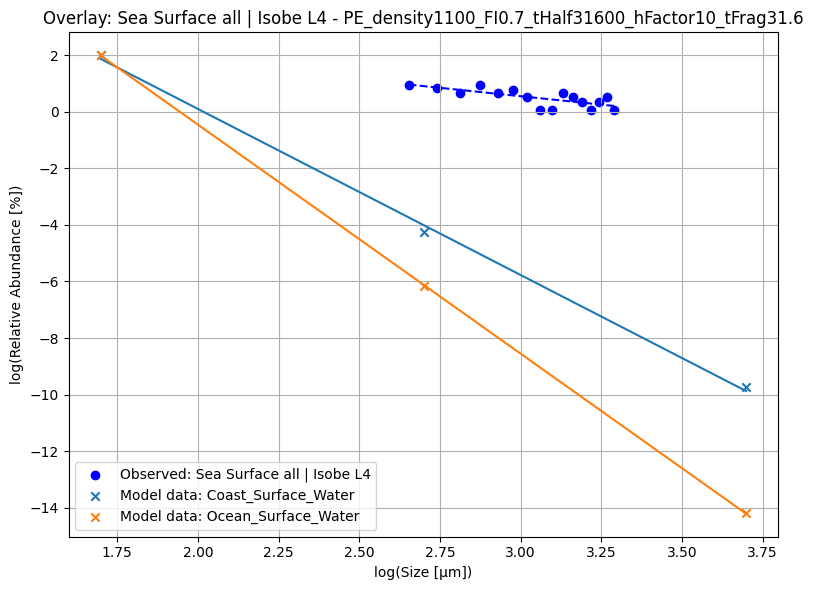 Overlay: Sea Surface all | Isobe L4 - PE_density1100_FI0.7_tHalf31600_hFactor10_tFrag31.6
log(Relative Abundance [%])
2
0
−2
−4
−6
−8
−10
−12
−14
Observed: Sea Surface all | Isobe L4
Model data: Coast_Surface_Water
Model data: Ocean_Surface_Water
1.75 2.00 2.25 2.50 2.75 3.00 3.25 3.50 3.75
log(Size [μm])